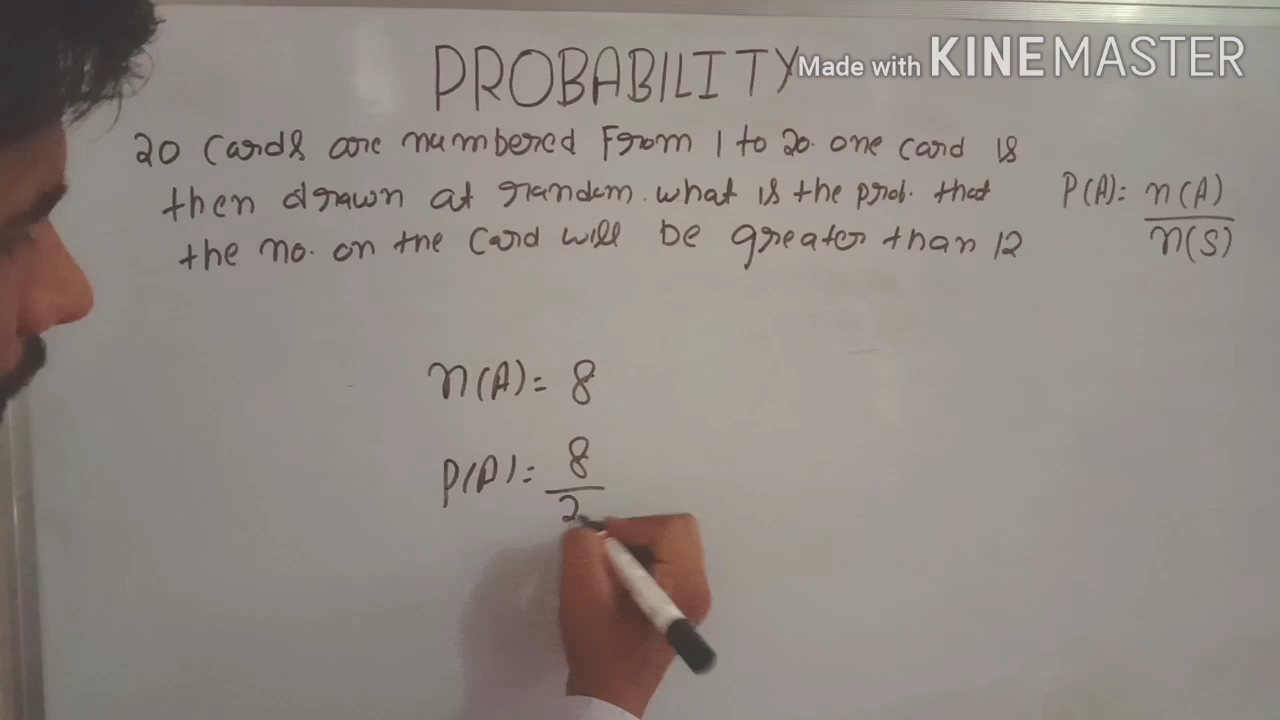 PROBABILITY
Made with KINEMASTER
20 Cards are numbered From 1 to 20. one card is
then drawn at random. what is the prob. that
the no. on the Card will be greater than 12
P(A) = n(A)
n(S)
n(A) = 8
P(A) = 8
2